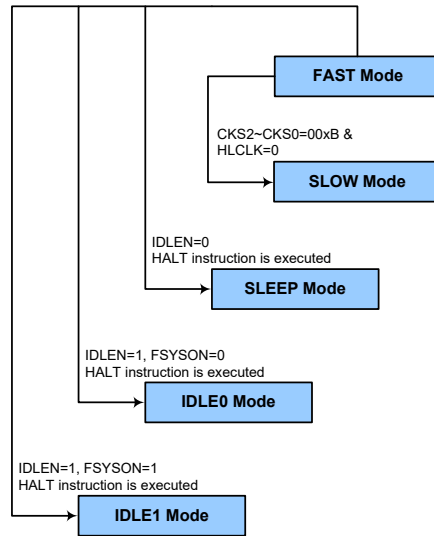 FAST Mode
CKS2~CKS0=00xB &
HLCLK=0
SLOW Mode
IDLEN=0
HALT instruction is executed
SLEEP Mode
IDLEN=1, FSYSON=0
HALT instruction is executed
IDLE0 Mode
IDLEN=1, FSYSON=1
HALT instruction is executed
IDLE1 Mode